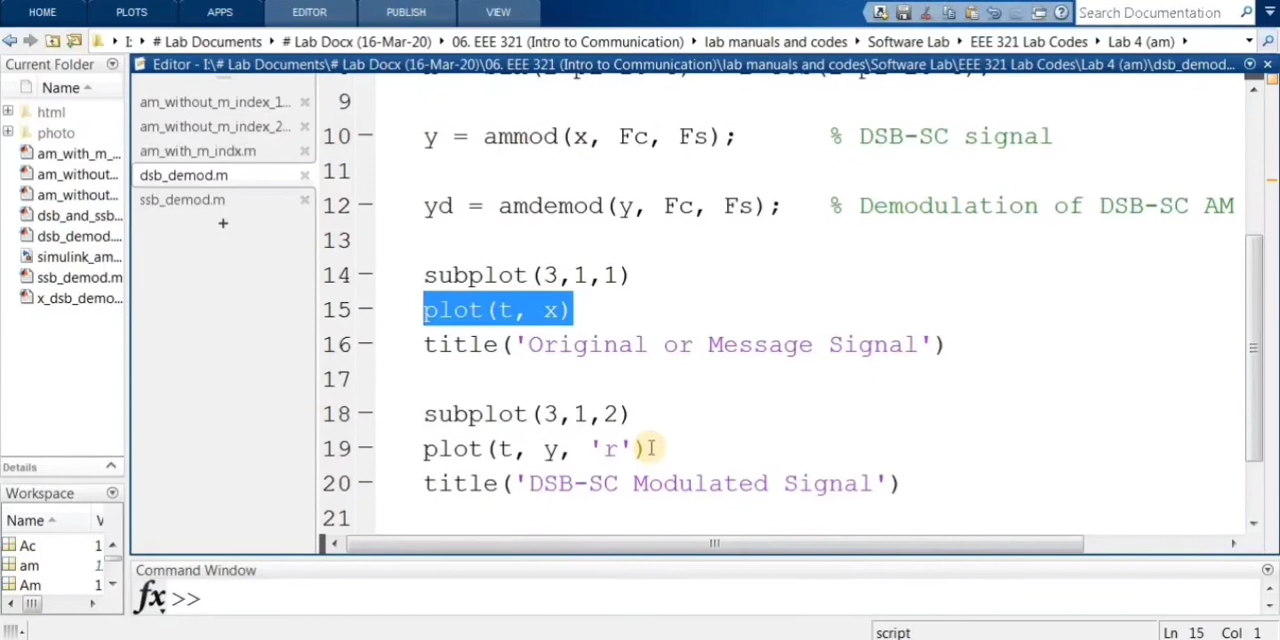 HOME PLOTS APPS EDITOR PUBLISH VIEW Search Documentation
I: # Lab Documents # Lab Docx (16-Mar-20) 06. EEE 321 (Intro to Communication) lab manuals and codes Software Lab EEE 321 Lab Codes Lab 4 (am)
Current Folder
Editor - I:\# Lab Documents\# Lab Docx (16-Mar-20)\06. EEE 321 (Intro to Communication)\lab manuals and codes\Software Lab\EEE 321 Lab Codes\Lab 4 (am)\dsb_demod...
Name
html
photo
am_with_m_...
am_without...
am_without...
dsb_and_ssb...
dsb_demod....
simulink_am...
ssb_demod.m
x_dsb_demo...
Details
Workspace
Name V
Ac 1
am 1
Am 1
am_without_m_index_1...
am_without_m_index_2...
am_with_m_indx.m
dsb_demod.m
ssb_demod.m
+
9
10 – y = ammod(x, Fc, Fs); % DSB-SC signal
11
12 – yd = amdemod(y, Fc, Fs); % Demodulation of DSB-SC AM
13
14 – subplot(3,1,1)
15 – plot(t, x)
16 – title('Original or Message Signal')
17
18 – subplot(3,1,2)
19 – plot(t, y, 'r')
20 – title('DSB-SC Modulated Signal')
21
Command Window
fx >>
script Ln 15 Col 1